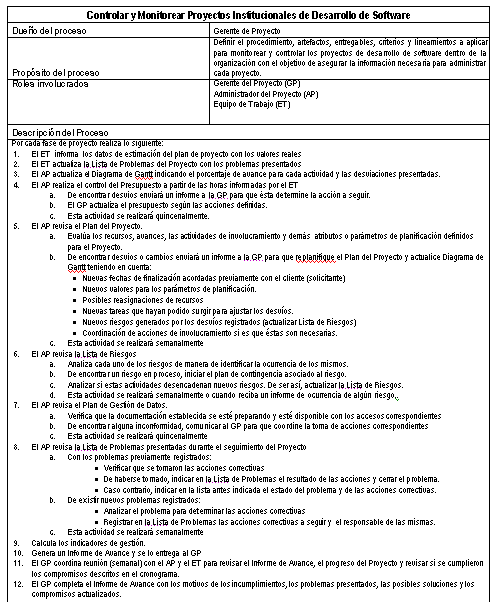 Controlar y Monitorear Proyectos Institucionales de Desarrollo de Software
Dueño del proceso
Gerente de Proyecto
Propósito del proceso
Definir el procedimiento, artefactos, entregables, criterios y lineamientos a aplicar
para monitorear y controlar los proyectos de desarrollo de software dentro de la
organización con el objetivo de asegurar la información necesaria para administrar
cada proyecto.
Roles involucrados
Gerente del Proyecto (GP)
Administrador del Proyecto (AP)
Equipo de Trabajo (ET)
Descripción del Proceso
Por cada fase de proyecto realiza lo siguiente:
1. El ET informa los datos de estimación del plan de proyecto con los valores reales
2. El ET actualiza la Lista de Problemas del Proyecto con los problemas presentados
3. El AP actualiza el Diagrama de Gantt indicando el porcentaje de avance para cada actividad y las desviaciones presentadas.
4. El AP realiza el control del Presupuesto a partir de las horas informadas por el ET
a. De encontrar desvíos enviará un informe a la GP para que ésta determine la acción a seguir.
b. El GP actualiza el presupuesto según las acciones definidas.
c. Esta actividad se realizará quincenalmente.
5. El AP revisa el Plan del Proyecto.
a. Evalúa los recursos, avances, las actividades de involucramiento y demás atributos o parámetros de planificación definidos
para el Proyecto.
b. De encontrar desvíos o cambios enviará un informe a la GP para que replanifique el Plan del Proyecto y actualice Diagrama de
Gantt teniendo en cuenta:
• Nuevas fechas de finalización acordadas previamente con el cliente (solicitante)
• Nuevos valores para los parámetros de planificación.
• Posibles reasignaciones de recursos
• Nuevas tareas que hayan podido surgir para ajustar los desvíos.
• Nuevos riesgos generados por los desvíos registrados (actualizar Lista de Riesgos)
• Coordinación de acciones de involucramiento si es que éstas son necesarias.
c. Esta actividad se realizará semanalmente
6. El AP revisa la Lista de Riesgos
a. Analiza cada uno de los riesgos de manera de identificar la ocurrencia de los mismos.
b. De encontrar un riesgo en proceso, iniciar el plan de contingencia asociado al riesgo.
c. Analizar si estas actividades desencadenan nuevos riesgos. De ser así, actualizar la Lista de Riesgos.
d. Esta actividad se realizará semanalmente o cuando reciba un informe de ocurrencia de algún riesgo.
7. El AP revisa el Plan de Gestión de Datos.
a. Verifica que la documentación establecida se esté preparando y esté disponible con los accesos correspondientes
b. De encontrar alguna inconformidad, comunicar al GP para que coordine la toma de acciones correspondientes
c. Esta actividad se realizará quincenalmente
8. El AP revisa la Lista de Problemas presentadas durante el seguimiento del Proyecto
a. Con los problemas previamente registrados:
• Verificar que se tomaron las acciones correctivas
• De haberse tomado, indicar en la Lista de Problemas el resultado de las acciones y cerrar el problema.
• Caso contrario, indicar en la lista antes indicada el estado del problema y de las acciones correctivas.
b. De existir nuevos problemas registrados:
• Analizar el problema para determinar las acciones correctivas
• Registrar en la Lista de Problemas las acciones correctivas a seguir y el responsable de las mismas.
c. Esta actividad se realizará semanalmente
9. Calcula los indicadores de gestión.
10. Genera un Informe de Avance y se lo entrega al GP
11. El GP coordina reunión (semanal) con el AP y el ET para revisar el Informe de Avance, el progreso del Proyecto y revisar si se cumplieron
los compromisos descritos en el cronograma.
12. El GP completa el Informe de Avance con los motivos de los incumplimientos, los problemas presentados, las posibles soluciones y los
compromisos actualizados.